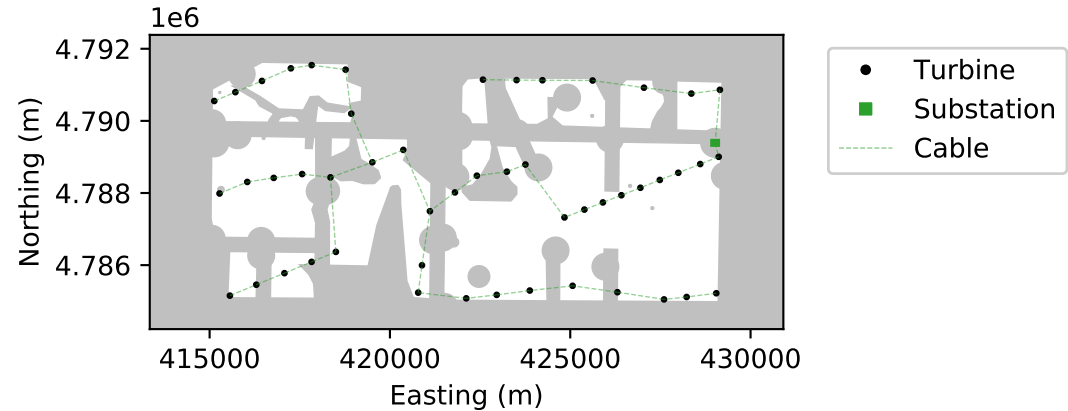 1e6
4.792
4.790
4.788
4.786
Northing (m)
415000 420000 425000 430000
Easting (m)
Turbine
Substation
Cable